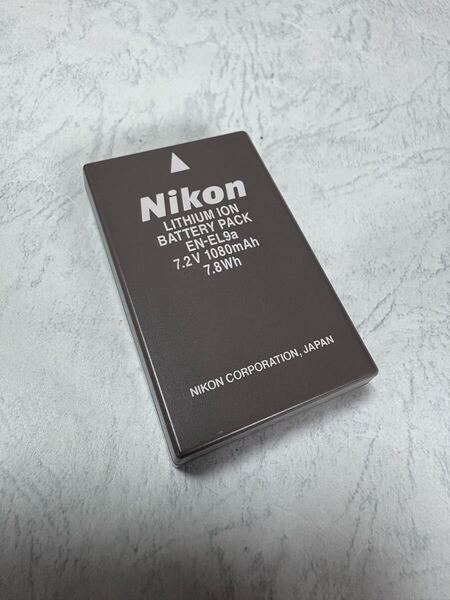 Nikon
LITHIUM ION
BATTERY PACK
EN-EL9a
7.2V 1080mAh
7.8Wh
NIKON CORPORATION, JAPAN